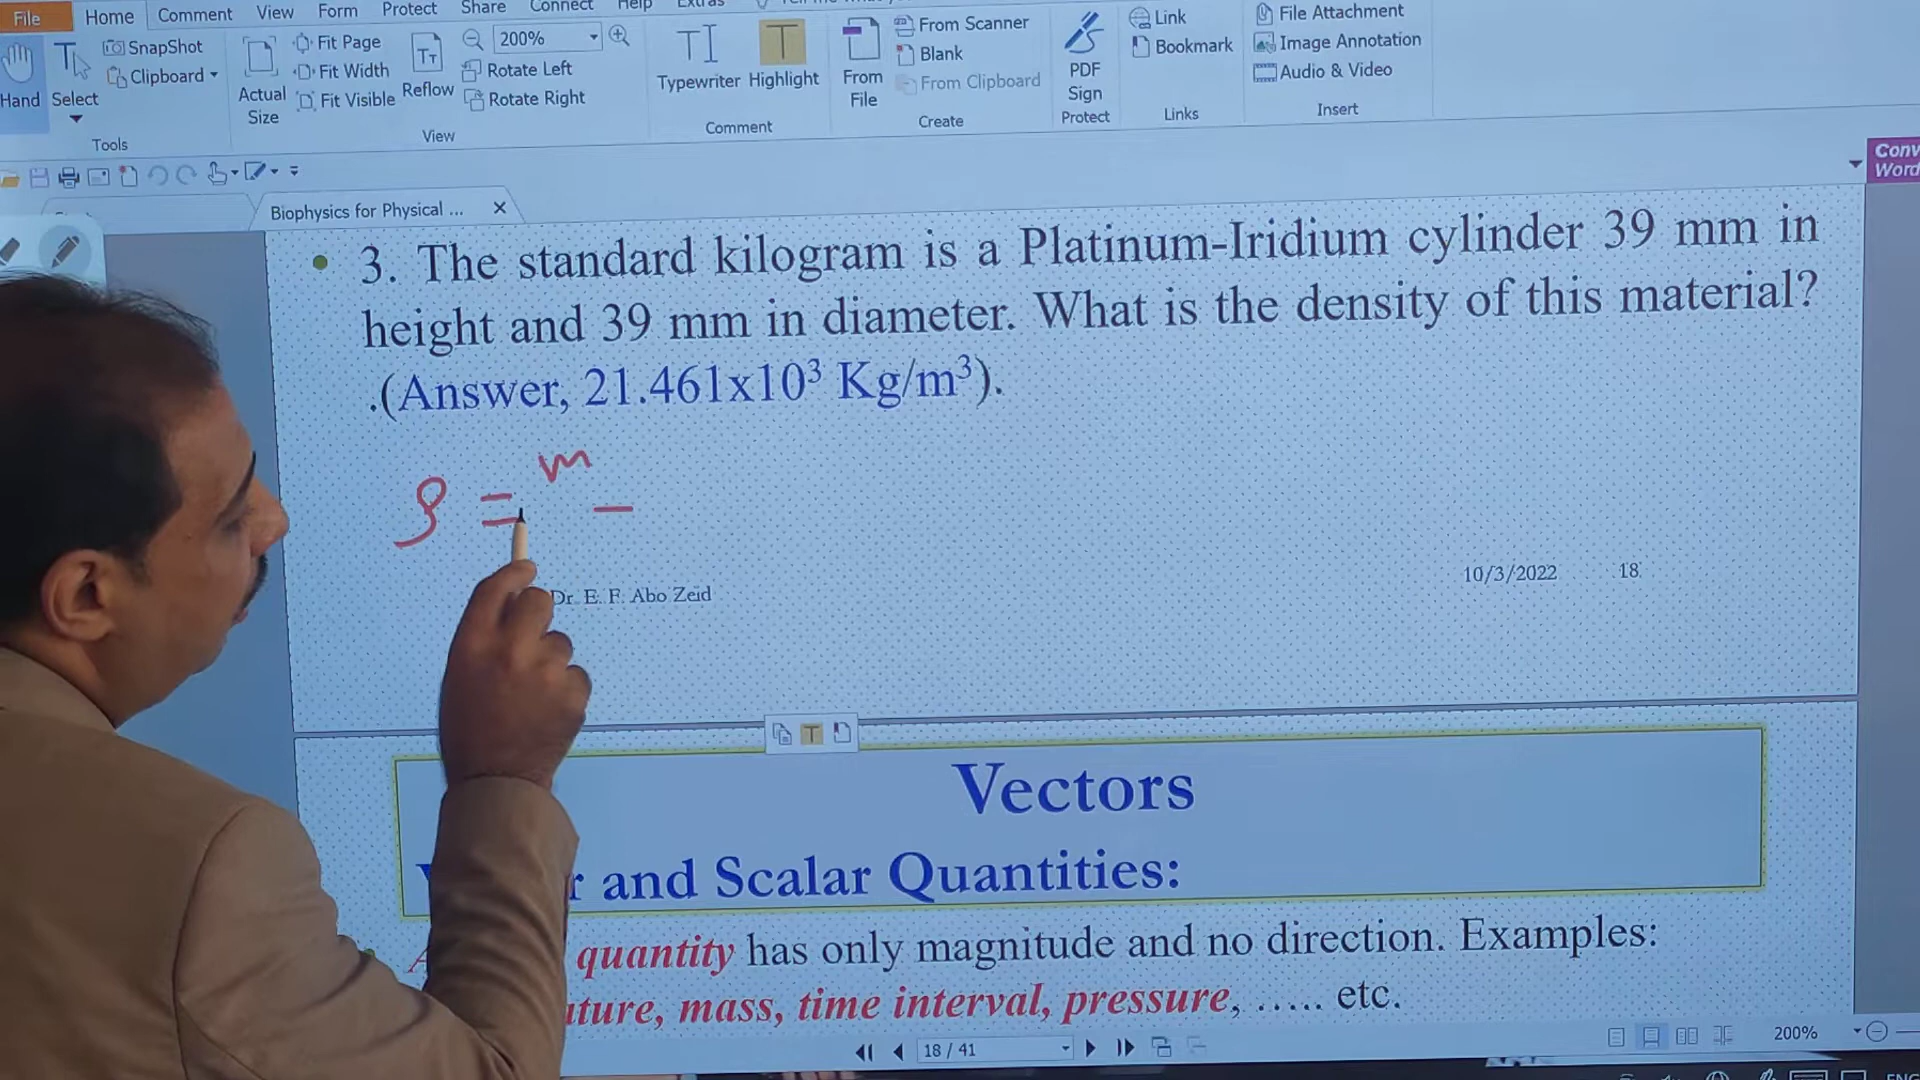 File Home Comment View Form Protect Share Connect Help Extras
Hand
Select
SnapShot
Clipboard
Tools
Actual Size
Fit Page
Fit Width
Fit Visible
Reflow
200%
Rotate Left
Rotate Right
View
Typewriter Highlight
Comment
From File
From Scanner
Blank
From Clipboard
Create
PDF Sign
Protect
Link
Bookmark
Links
File Attachment
Image Annotation
Audio & Video
Insert
Conv
Word
Biophysics for Physical ...
• 3. The standard kilogram is a Platinum-Iridium cylinder 39 mm in
height and 39 mm in diameter. What is the density of this material?
.(Answer, 21.461x10³ Kg/m³).
ρ = m –
Dr. E. F. Abo Zeid
10/3/2022 18
Vectors
and Scalar Quantities:
quantity has only magnitude and no direction. Examples:
mass, time interval, pressure, ….. etc.
18 / 41
200%
ENG